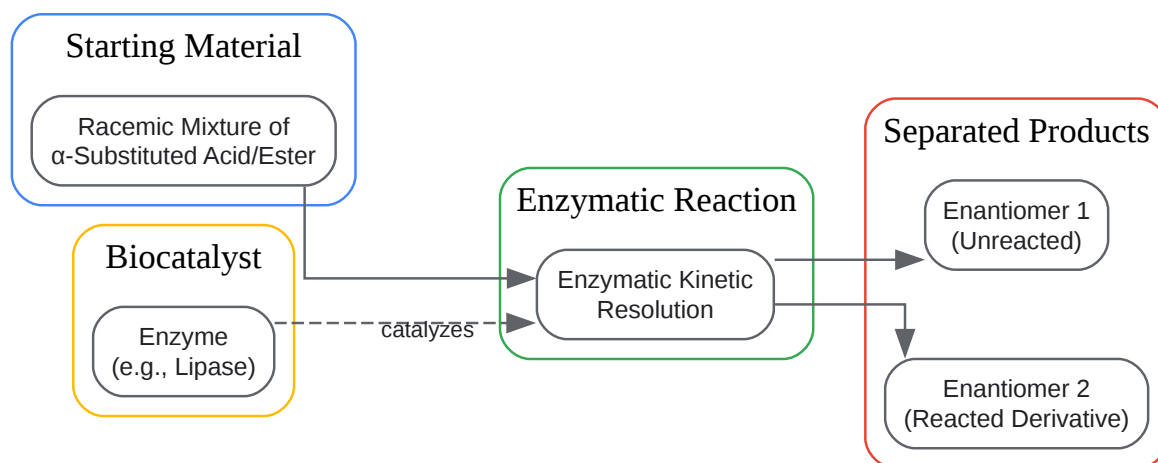 Starting Material
Racemic Mixture of
α-Substituted Acid/Ester
Biocatalyst
Enzyme
(e.g., Lipase)
catalyzes
Enzymatic Reaction
Enzymatic Kinetic
Resolution
Separated Products
Enantiomer 1
(Unreacted)
Enantiomer 2
(Reacted Derivative)